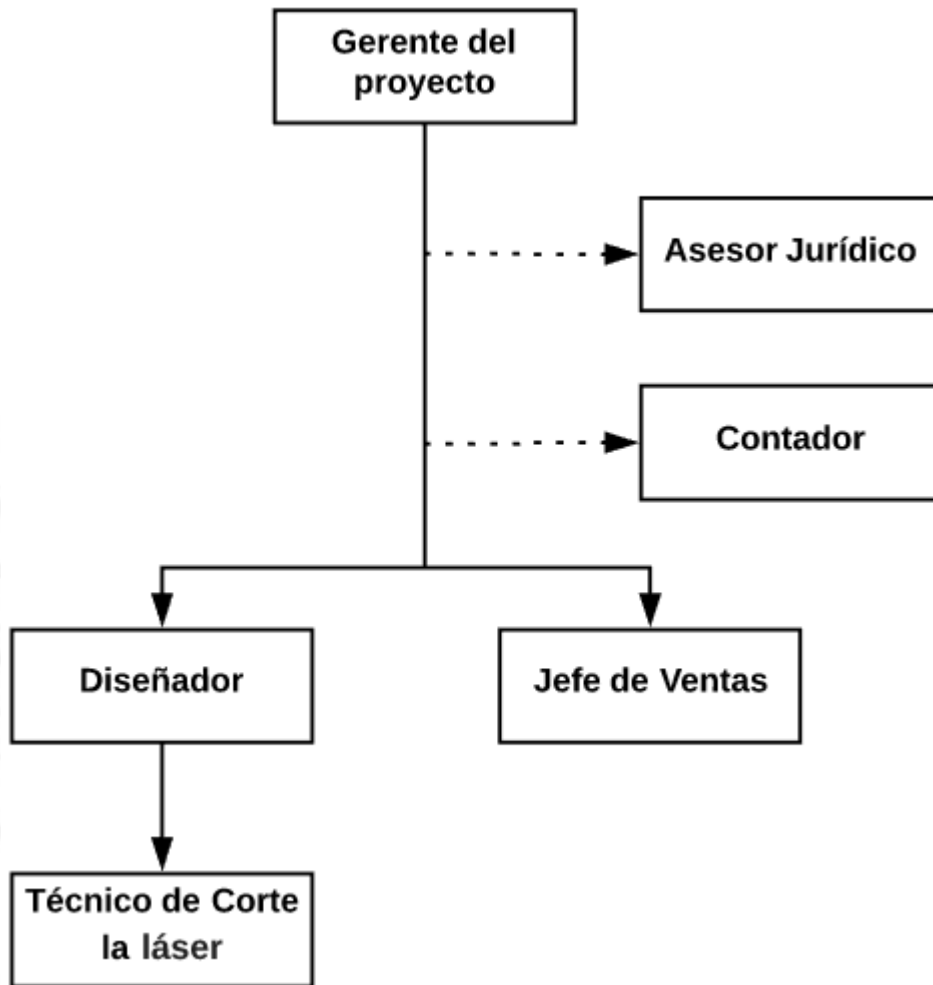 Gerente del
proyecto
Asesor Jurídico
Contador
Diseñador
Jefe de Ventas
Técnico de Corte
la láser